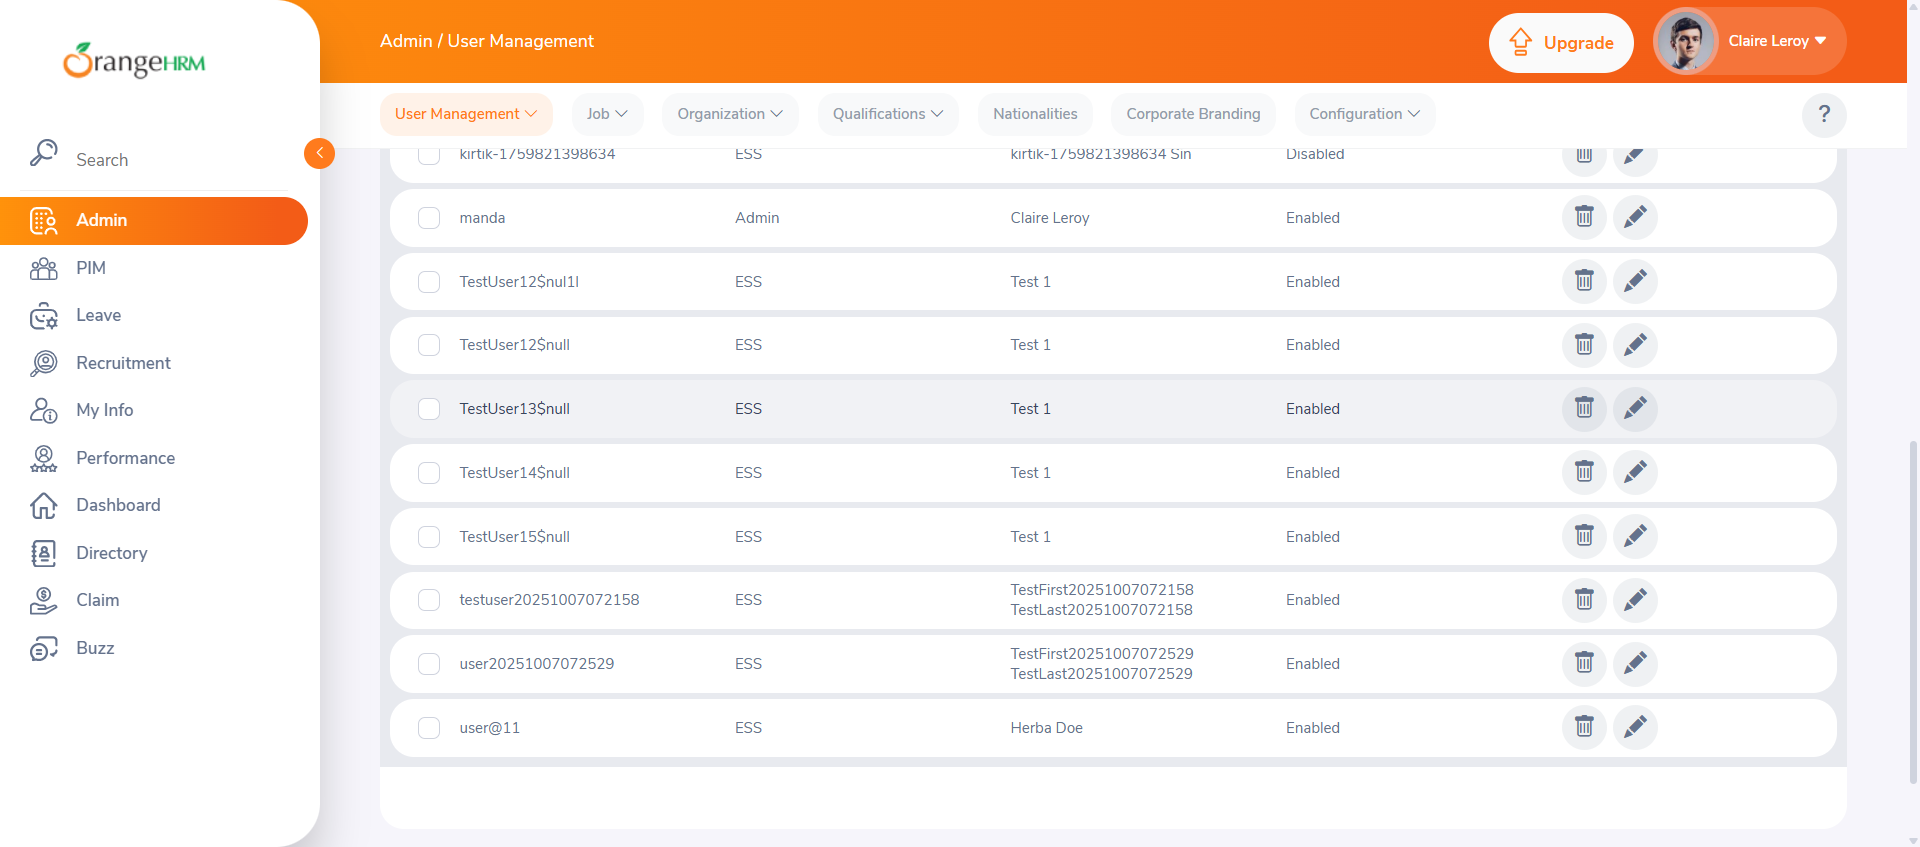 OrangeHRM
Admin / User Management
Upgrade
Claire Leroy
User Management
Job
Organization
Qualifications
Nationalities
Corporate Branding
Configuration
?
Search
Admin
PIM
Leave
Recruitment
My Info
Performance
Dashboard
Directory
Claim
Buzz
kirtik-1759821398634 ESS kirtik-1759821398634 Sin Disabled
manda Admin Claire Leroy Enabled
TestUser12$nul1l ESS Test 1 Enabled
TestUser12$null ESS Test 1 Enabled
TestUser13$null ESS Test 1 Enabled
TestUser14$null ESS Test 1 Enabled
TestUser15$null ESS Test 1 Enabled
testuser20251007072158 ESS TestFirst20251007072158 Enabled
TestLast20251007072158
user20251007072529 ESS TestFirst20251007072529 Enabled
TestLast20251007072529
user@11 ESS Herba Doe Enabled